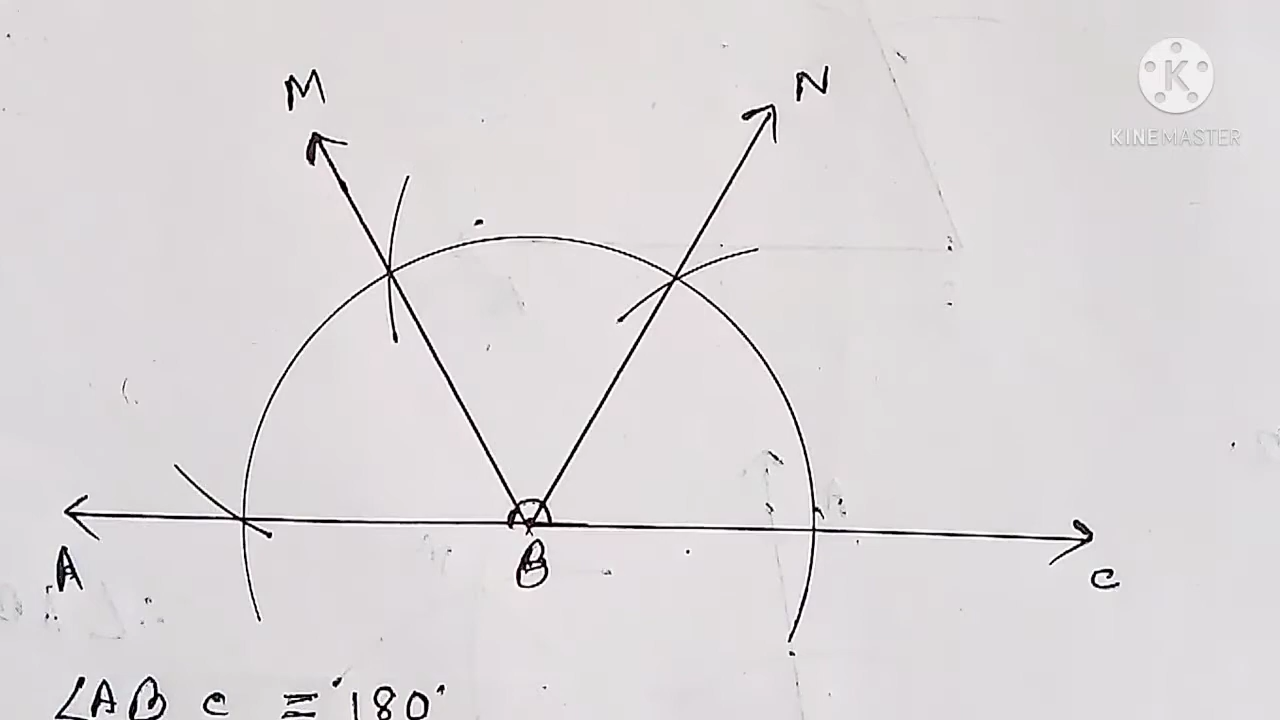 M
N
K
KINEMASTER
A
B
C
∠ABC = 180°